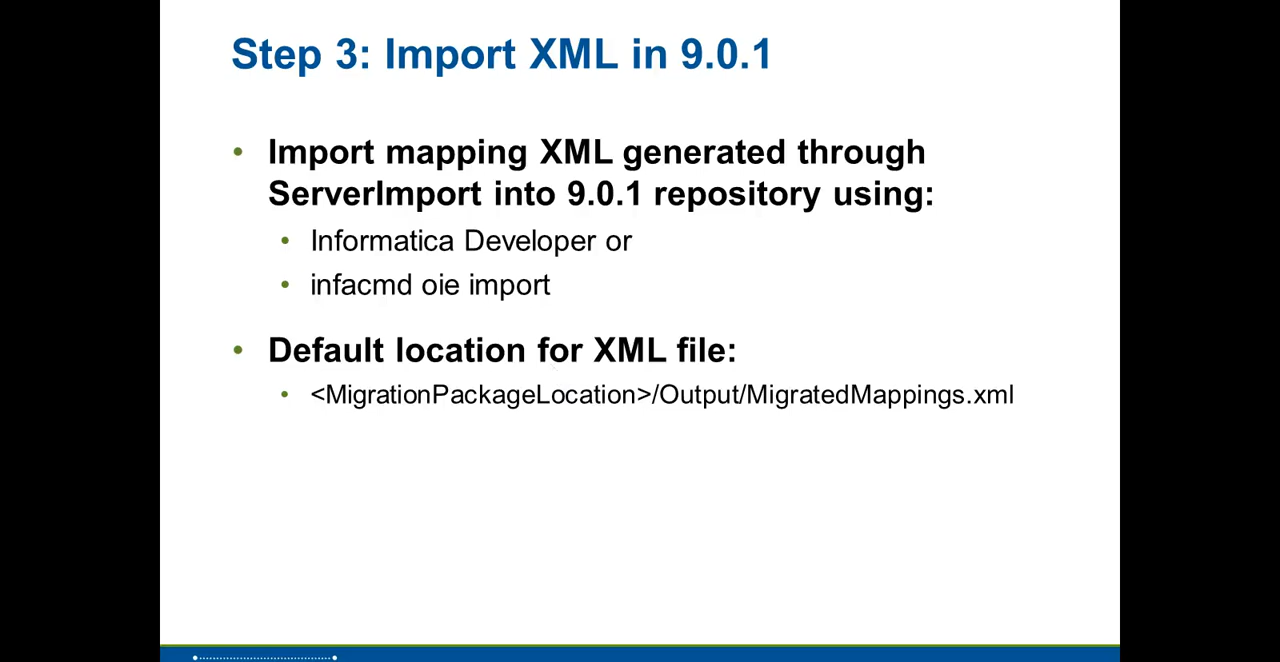 Step 3: Import XML in 9.0.1
• Import mapping XML generated through
ServerImport into 9.0.1 repository using:
• Informatica Developer or
• infacmd oie import
• Default location for XML file:
• <MigrationPackageLocation>/Output/MigratedMappings.xml